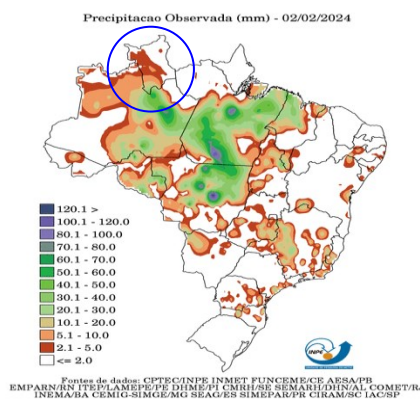 Precipitacao Observada (mm) - 02/02/2024
120.1 >
100.1 - 120.0
80.1 - 100.0
70.1 - 80.0
60.1 - 70.0
50.1 - 60.0
40.1 - 50.0
30.1 - 40.0
20.1 - 30.0
10.1 - 20.0
5.1 - 10.0
2.1 - 5.0
<= 2.0
INPE
Fontes de dados: CPTEC/INPE INMET FUNCEME/CE AESA/PB
EMPARN/RN ITEP/LAMEPE/PE DHME/PI CMRH/SE SEMARH/DHN/AL COMET/RJ
INEMA/BA CEMIG-SIMGE/MG SEAG/ES SIMEPAR/PR CIRAM/SC IAC/SP